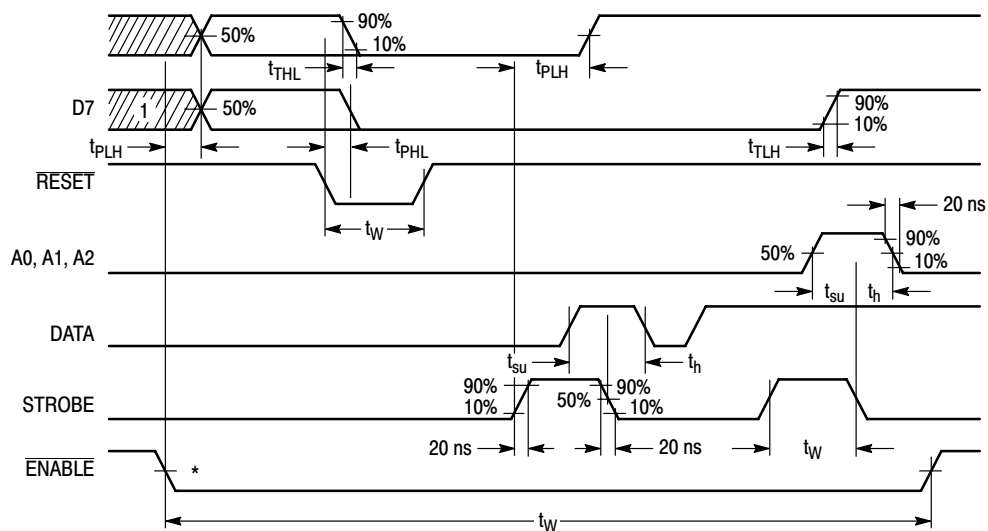 50%
90%
10%
tTHL
tPLH
D7
1
50%
90%
10%
tPLH
tPHL
tTLH
RESET
20 ns
tW
A0, A1, A2
50%
90%
10%
tsu
th
DATA
tsu
th
90%
90%
STROBE
10%
50%
10%
20 ns
20 ns
tW
ENABLE
*
tW